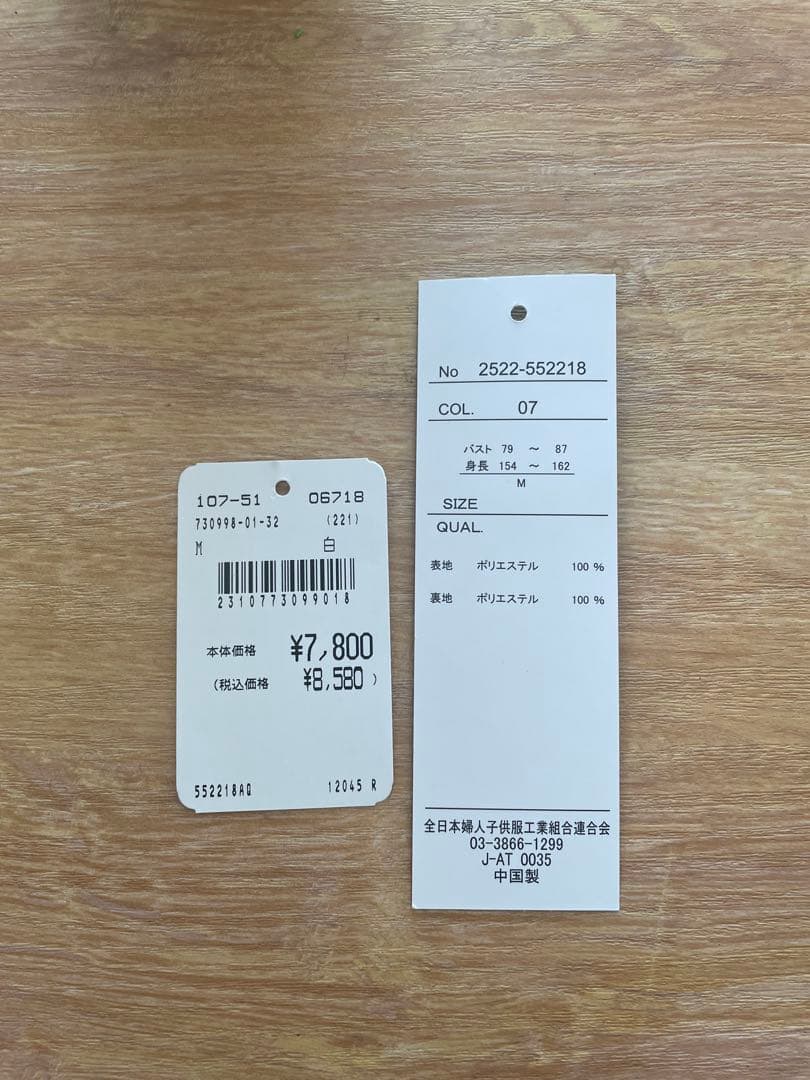 107-51 06718
730998-01-32 (221)
M 白
2310773099018
本体価格 ¥7,800
(税込価格 ¥8,580 )
552218AQ 12045 R
No 2522-552218
COL. 07
バスト 79 ～ 87
身長 154 ～ 162
M
SIZE
QUAL.
表地 ポリエステル 100 %
裏地 ポリエステル 100 %
全日本婦人子供服工業組合連合会
03-3866-1299
J-AT 0035
中国製